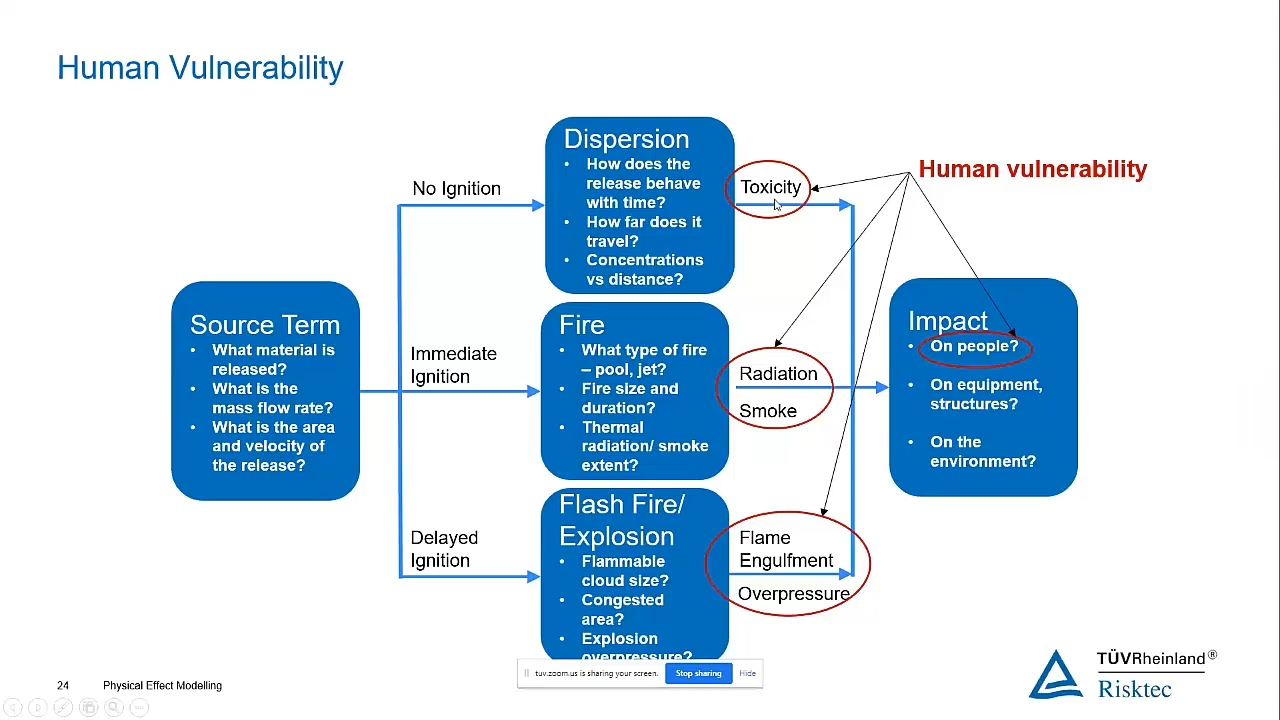 Human Vulnerability
Dispersion
• How does the
release behave
with time?
• How far does it
travel?
• Concentrations
vs distance?
No Ignition
Toxicity
Human vulnerability
Source Term
• What material is
released?
• What is the
mass flow rate?
• What is the area
and velocity of
the release?
Immediate
Ignition
Fire
• What type of fire
– pool, jet?
• Fire size and
duration?
• Thermal
radiation/ smoke
extent?
Radiation
Smoke
Impact
• On people?
• On equipment,
structures?
• On the
environment?
Delayed
Ignition
Flash Fire/
Explosion
• Flammable
cloud size?
• Congested
area?
• Explosion
overpressure?
Flame
Engulfment
Overpressure
tuv.zoom.us is sharing your screen.
Stop sharing
Hide
24
Physical Effect Modelling
TÜVRheinland®
Risktec